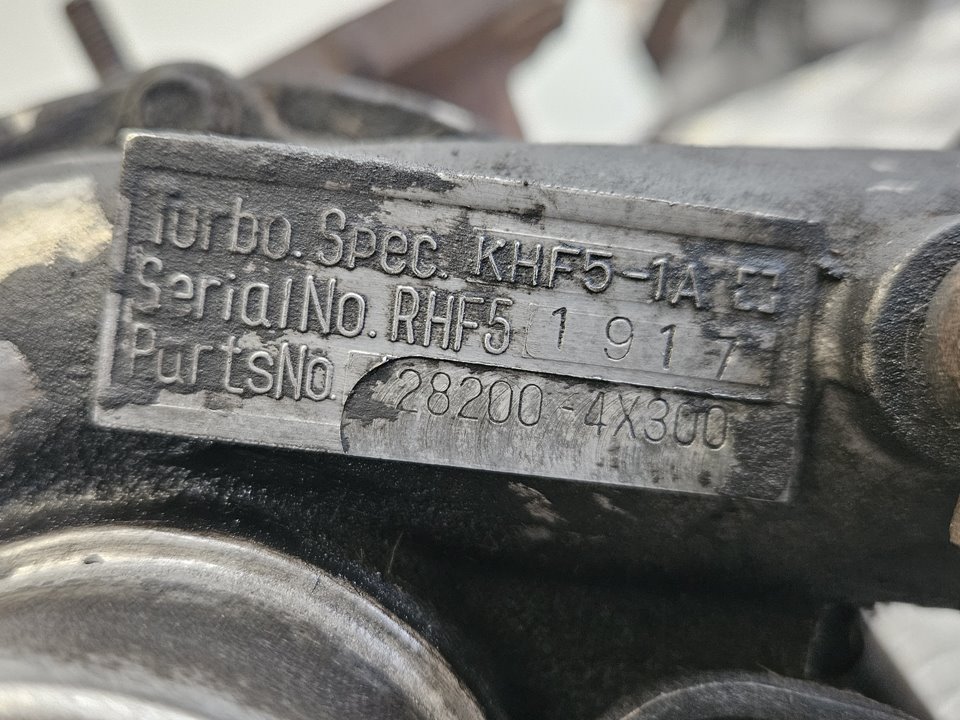 Turbo. Spec. KHF5-1A
Serial No. RHF5 1917
Parts No. 28200-4X300